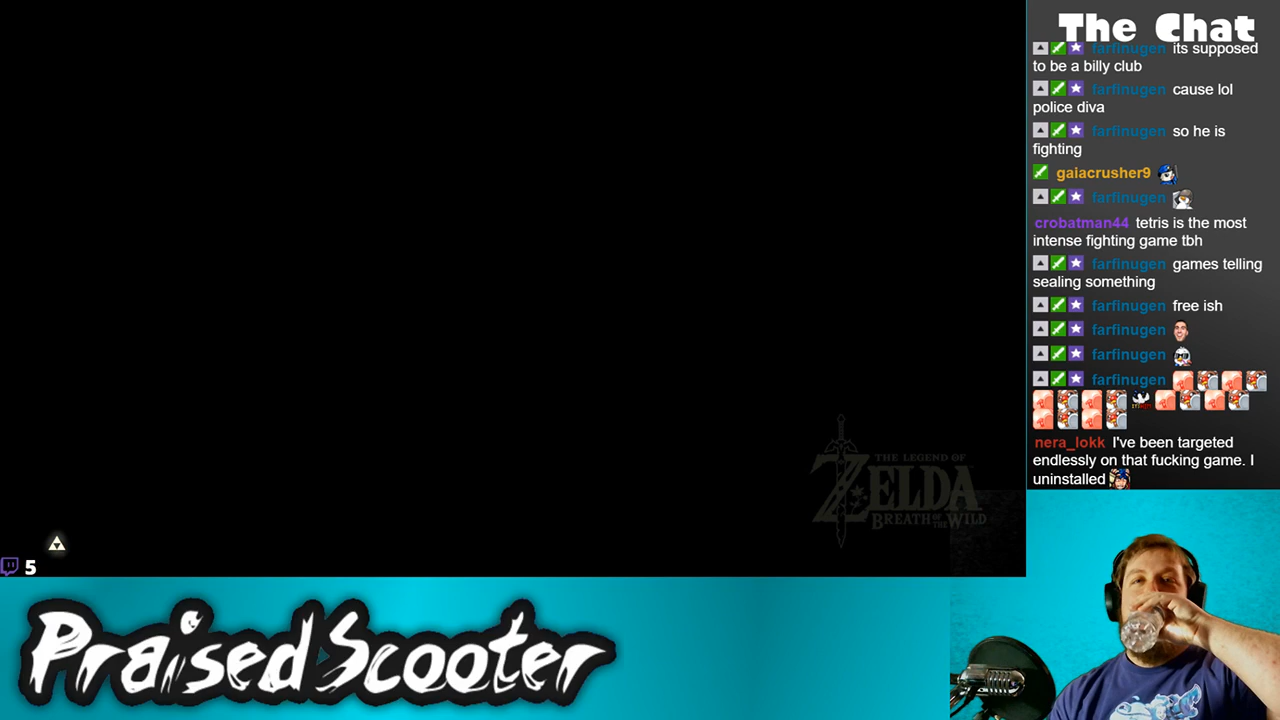 The Chat
farfinugen its supposed
to be a billy club
farfinugen cause lol
police diva
farfinugen so he is
fighting
gaiacrusher9
farfinugen
crobatman44 tetris is the most
intense fighting game tbh
farfinugen games telling
sealing something
farfinugen free ish
farfinugen
farfinugen
farfinugen
nera_lokk I've been targeted
endlessly on that fucking game. I
uninstalled
THE LEGEND OF
ZELDA
BREATH OF THE WILD
5
PraisedScooter